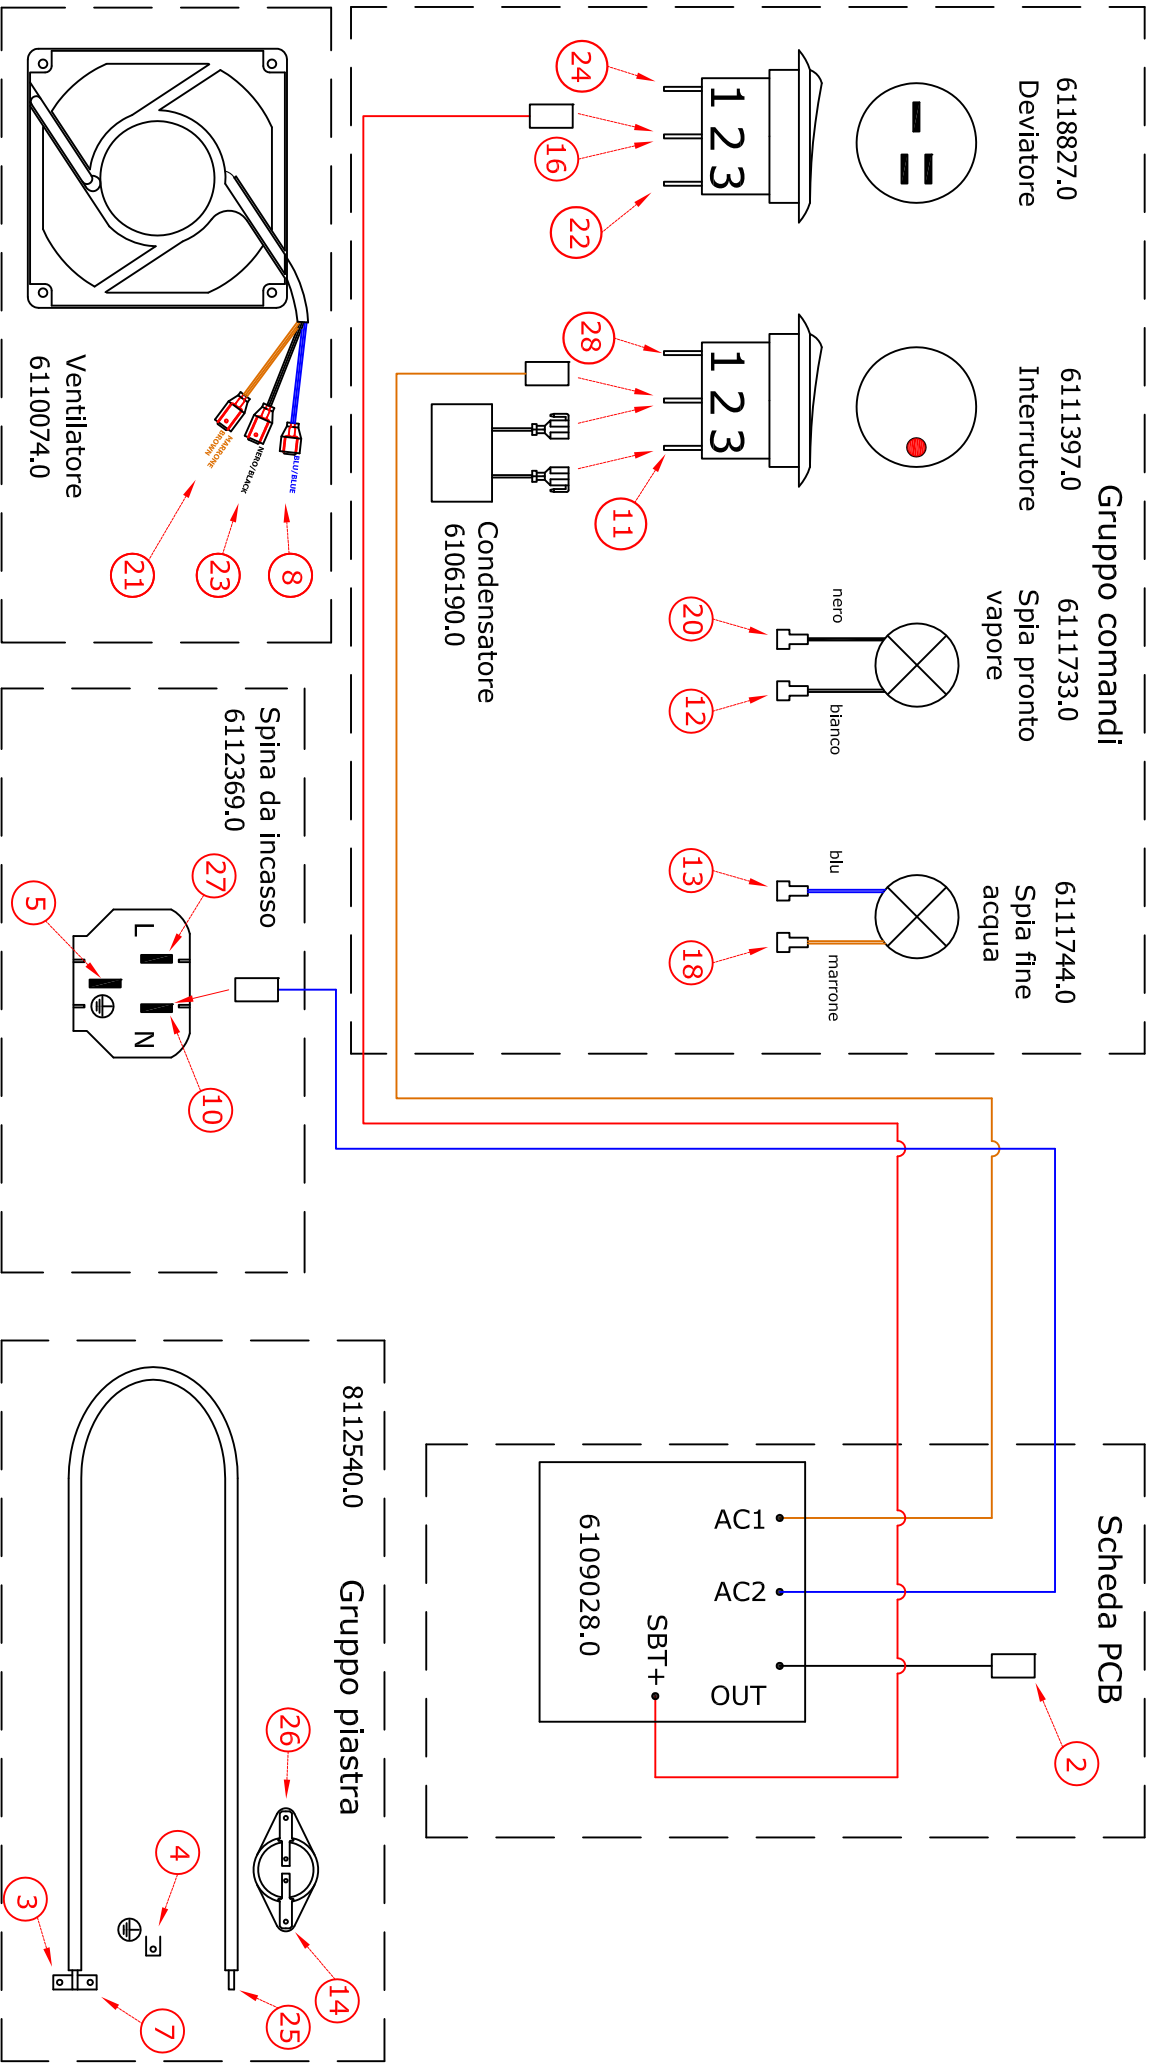 Gruppo comandi
6118827.0
Deviatore
6111397.0
Interrutore
6111733.0
Spia pronto
vapore
6111744.0
Spia fine
acqua
1 2 3
24
16
22
1 2 3
28
11
Condensatore
6106190.0
nero
bianco
20
12
blu
marrone
13
18
Scheda PCB
AC1
AC2
OUT
SBT+
6109028.0
2
Ventilatore
6110074.0
BLU/BLUE
NERO/BLACK
MARRONE
BROWN
8
23
21
Spina da incasso
6112369.0
L
N
27
5
10
8112540.0
Gruppo piastra
26
14
4
3
7
25